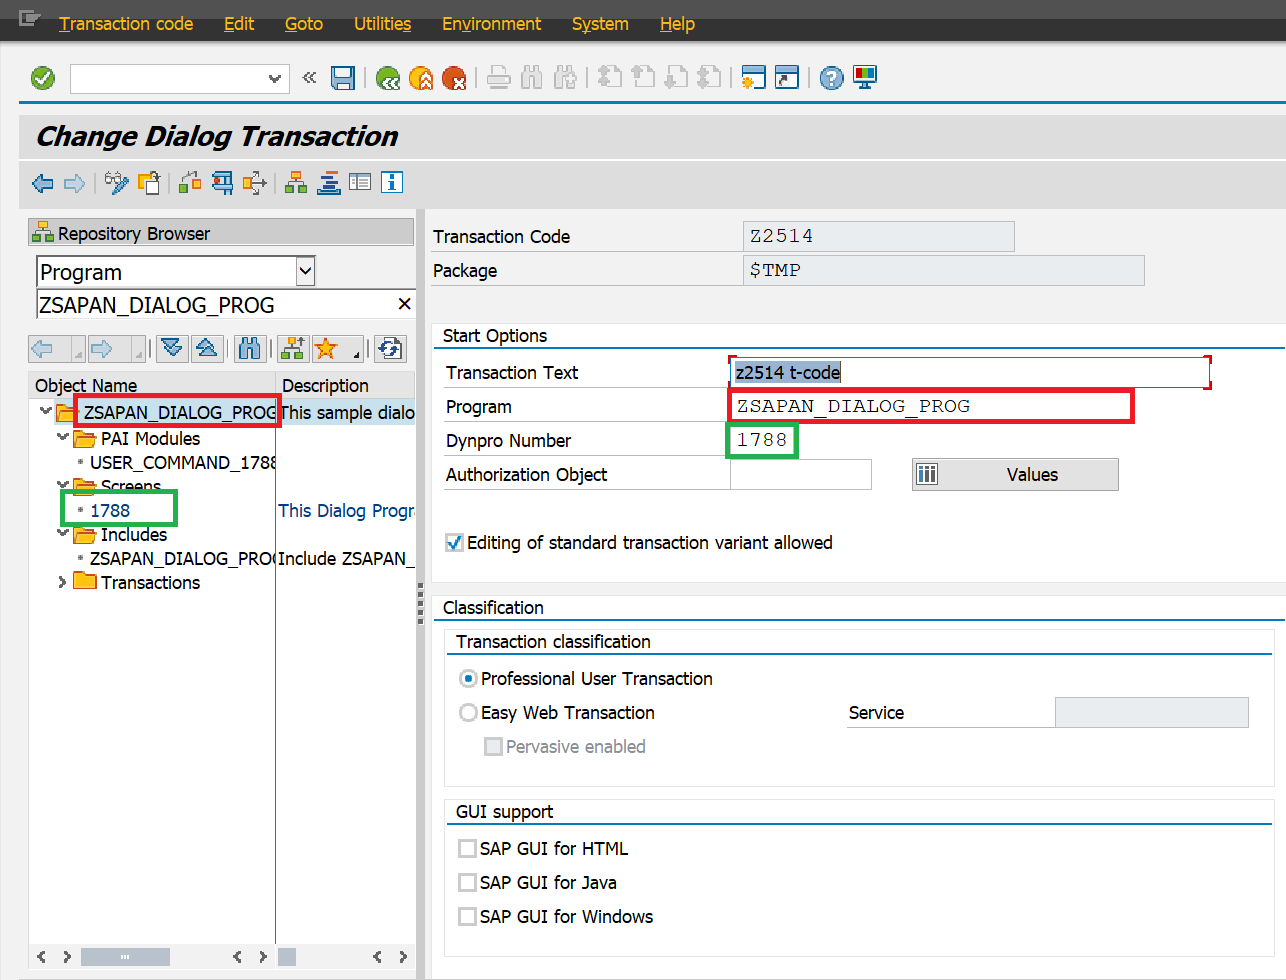 Transaction code Edit Goto Utilities Environment System Help
Change Dialog Transaction
Repository Browser
Program
ZSAPAN_DIALOG_PROG
Object Name Description
ZSAPAN_DIALOG_PROG This sample dialo
PAI Modules
USER_COMMAND_1788
Screens
1788 This Dialog Progr
Includes
ZSAPAN_DIALOG_PRO Include ZSAPAN_
Transactions
Transaction Code Z2514
Package $TMP
Start Options
Transaction Text z2514 t-code
Program ZSAPAN_DIALOG_PROG
Dynpro Number 1788
Authorization Object Values
Editing of standard transaction variant allowed
Classification
Transaction classification
Professional User Transaction
Easy Web Transaction Service
Pervasive enabled
GUI support
SAP GUI for HTML
SAP GUI for Java
SAP GUI for Windows